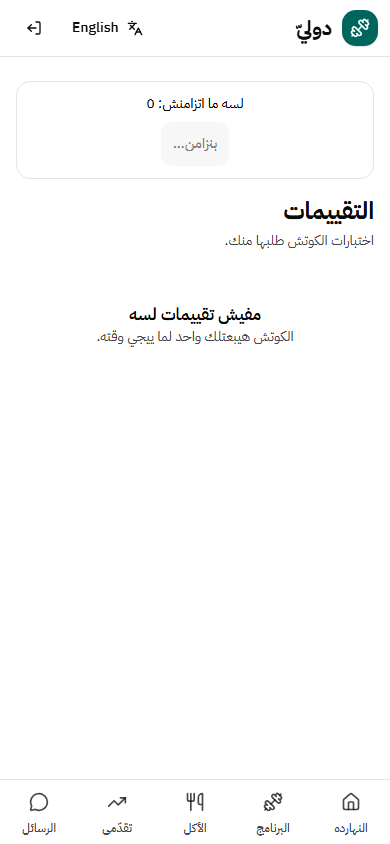 دوليّ
English
لسه ما اتزامنش: 0
بنزامن...
التقييمات
اختبارات الكوتش طلبها منك.
مفيش تقييمات لسه
الكوتش هيبعتلك واحد لما ييجي وقته.
النهارده
البرنامج
الأكل
تقدّمى
الرسائل